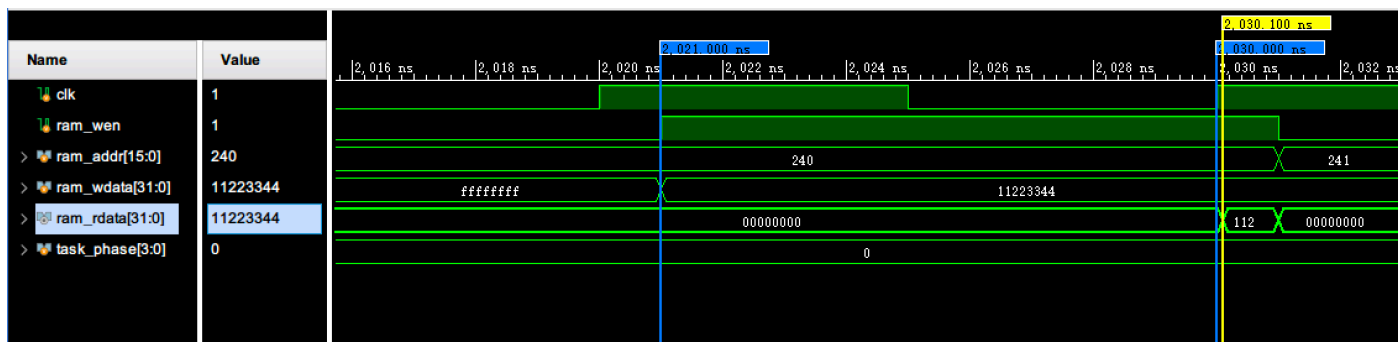 2,030.100 ns
Name Value 2,021.000 ns 2,030.000 ns
2,016 ns 2,018 ns 2,020 ns 2,022 ns 2,024 ns 2,026 ns 2,028 ns 2,030 ns 2,032 ns
clk 1
ram_wen 1
ram_addr[15:0] 240 240 241
ram_wdata[31:0] 11223344 ffffffff 11223344
ram_rdata[31:0] 11223344 00000000 112 00000000
task_phase[3:0] 0 0